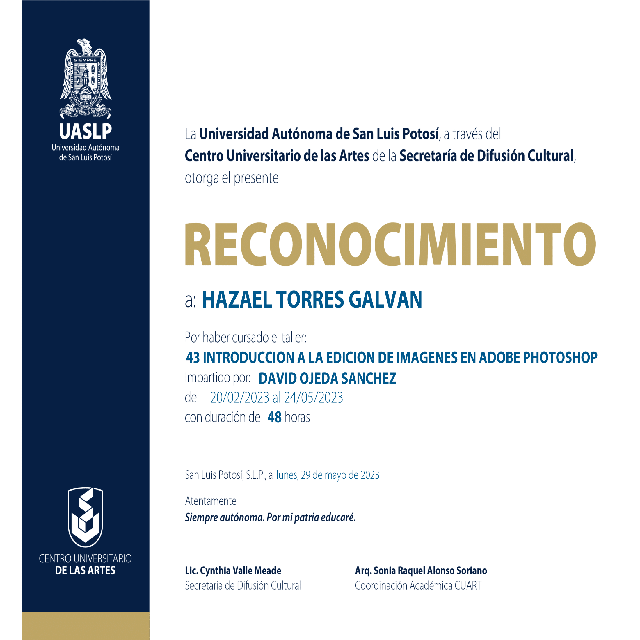 UASLP
Universidad Autónoma
de San Luis Potosí
La Universidad Autónoma de San Luis Potosí, a través del
Centro Universitario de las Artes de la Secretaría de Difusión Cultural,
otorga el presente
RECONOCIMIENTO
a: HAZAEL TORRES GALVAN
Por haber cursado el taller:
43 INTRODUCCION A LA EDICION DE IMAGENES EN ADOBE PHOTOSHOP
impartido por: DAVID OJEDA SANCHEZ
del 20/02/2023 al 24/05/2023
con duración de 48 horas
San Luis Potosí, S.L.P., a lunes, 29 de mayo de 2023
Atentamente
Siempre autónoma. Por mi patria educaré.
Lic. Cynthia Valle Meade
Secretaria de Difusión Cultural
Arq. Sonia Raquel Alonso Soriano
Coordinación Académica CUART
CENTRO UNIVERSITARIO
DE LAS ARTES